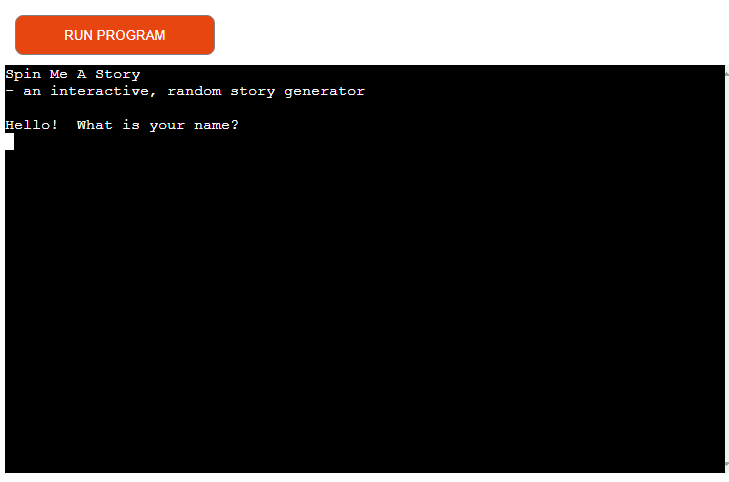 RUN PROGRAM
Spin Me A Story
- an interactive, random story generator
Hello!  What is your name?